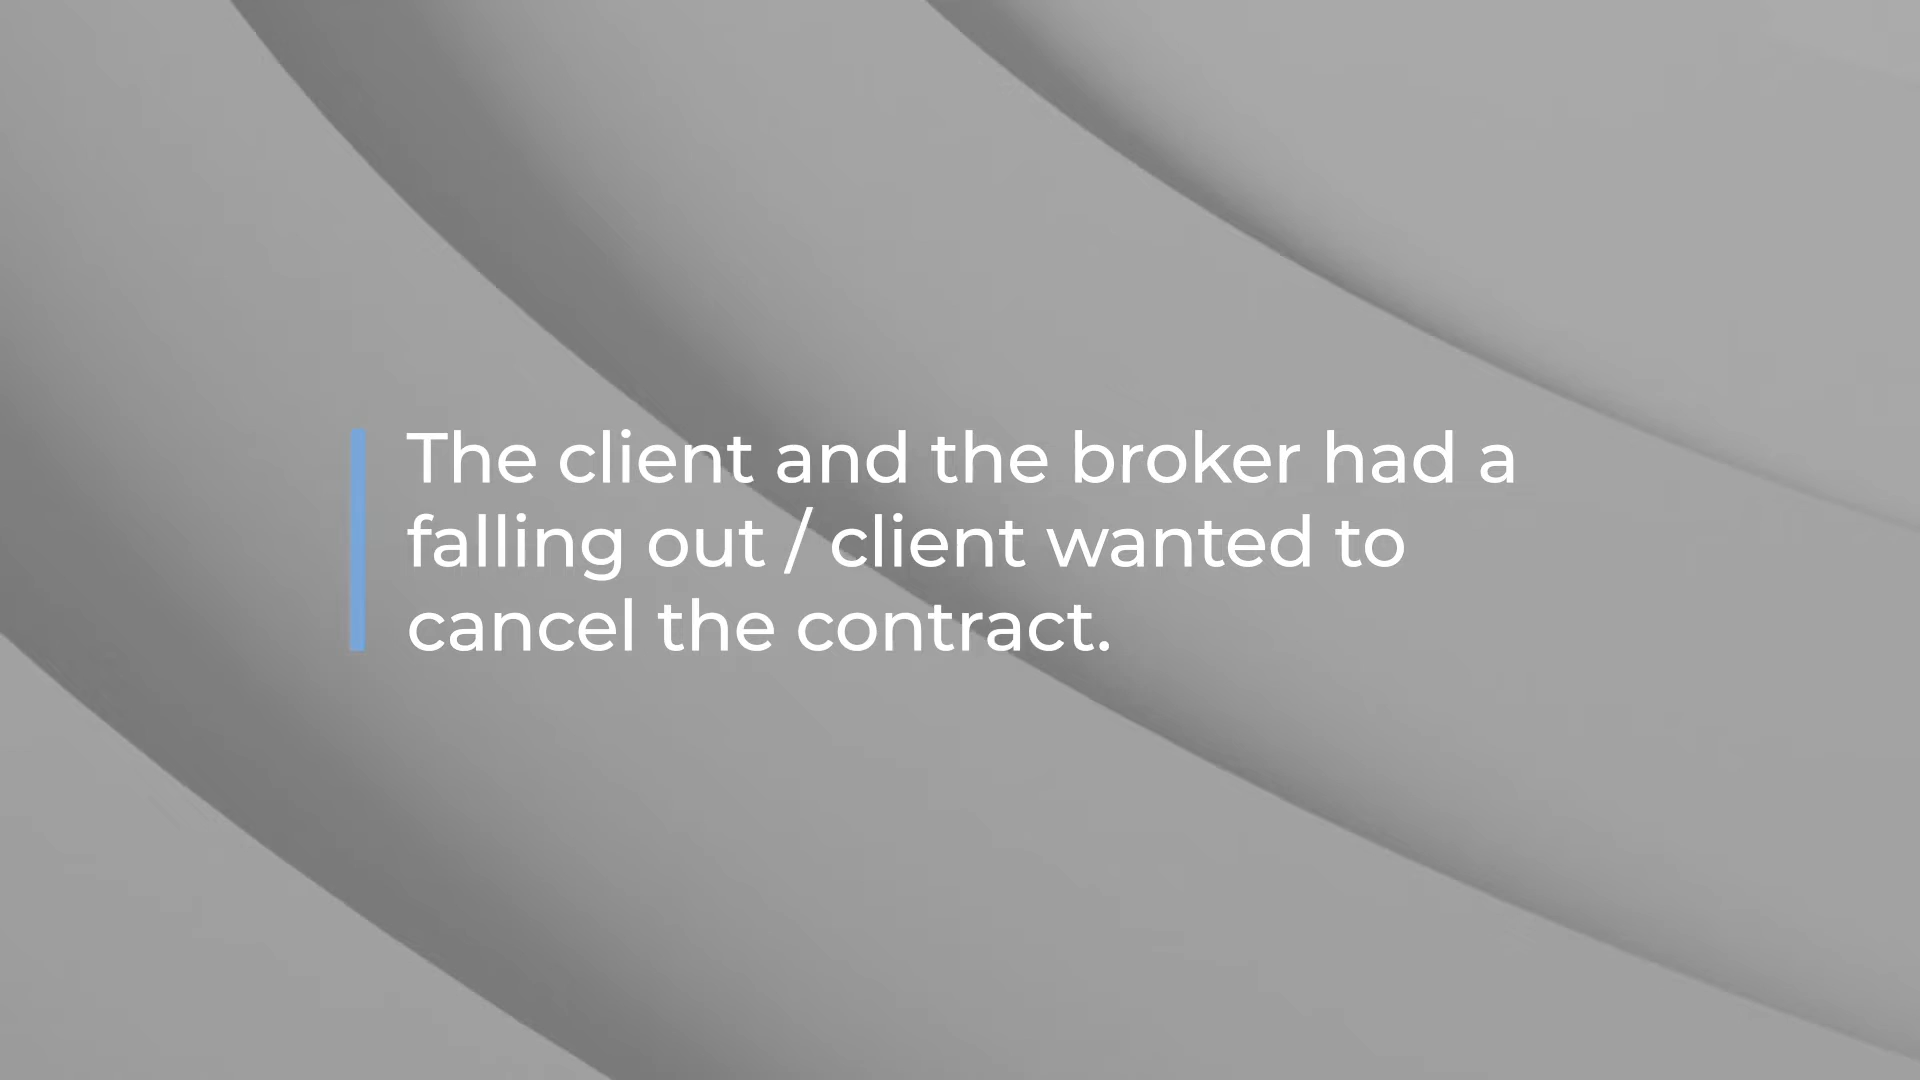 The client and the broker had a
falling out / client wanted to
cancel the contract.